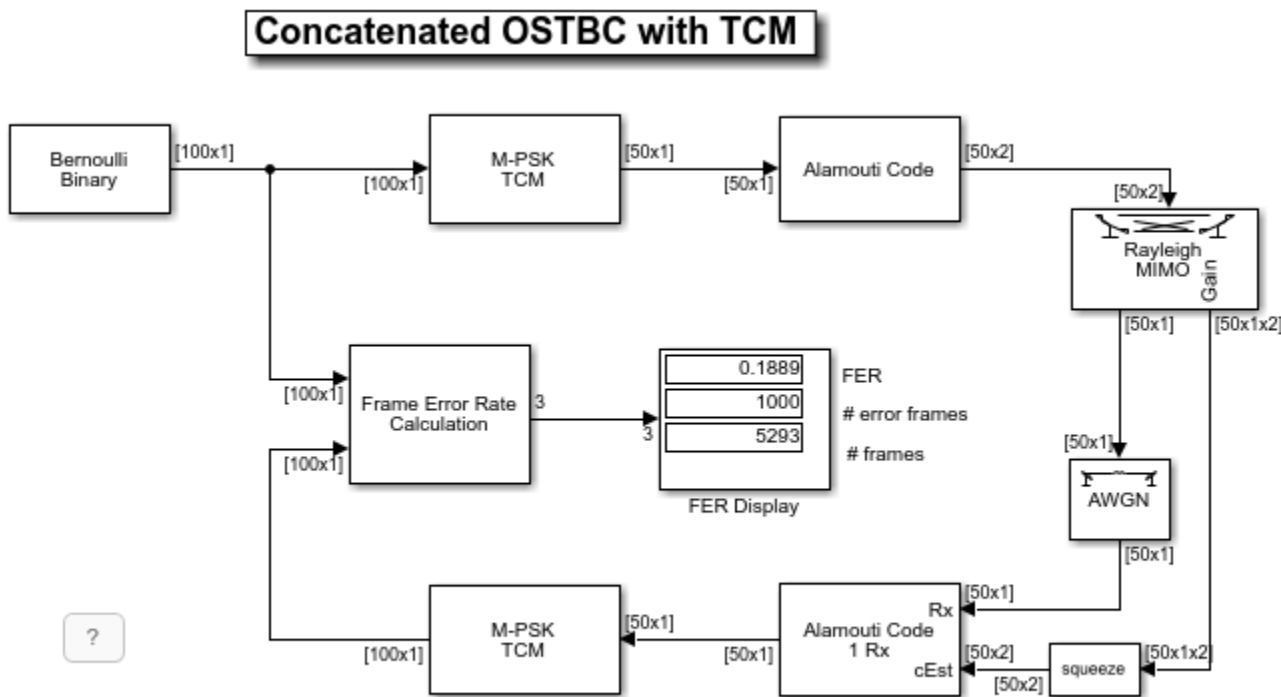 Concatenated OSTBC with TCM
Bernoulli
Binary
[100x1]
[100x1]
M-PSK
TCM
[50x1]
[50x1]
Alamouti Code
[50x2]
[50x2]
Rayleigh
MIMO
Gain
[50x1]
[50x1x2]
[100x1]
[100x1]
Frame Error Rate
Calculation
3
3
0.1889
1000
5293
FER
# error frames
# frames
FER Display
[50x1]
AWGN
[50x1]
[50x1]
Rx
Alamouti Code
1 Rx
cEst
[50x2]
[50x2]
squeeze
[50x1x2]
[50x1]
[50x1]
M-PSK
TCM
[100x1]
?